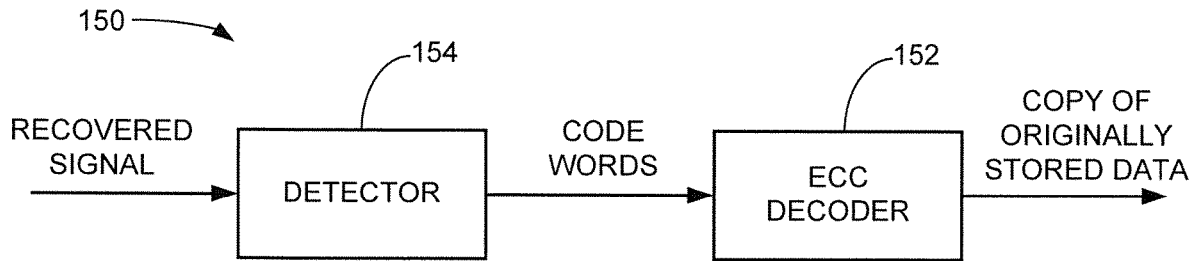 150
154
152
RECOVERED
SIGNAL
DETECTOR
CODE
WORDS
ECC
DECODER
COPY OF
ORIGINALLY
STORED DATA